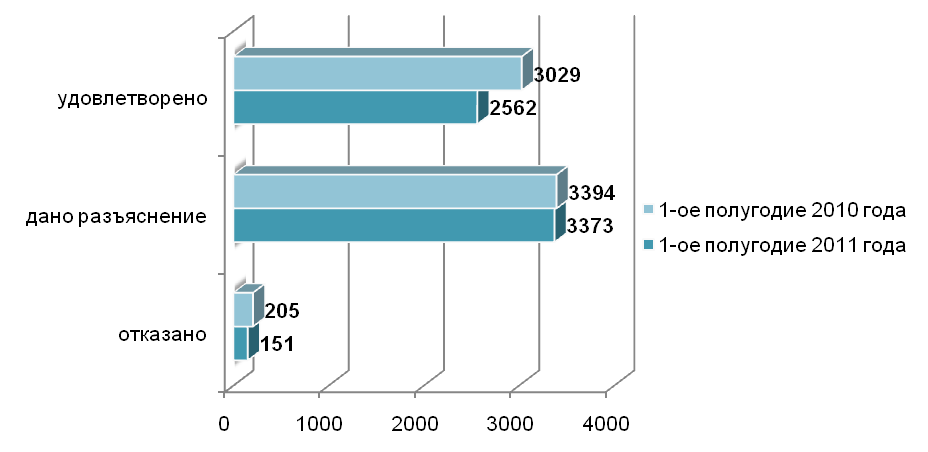 удовлетворено
3029
2562
дано разъяснение
3394
3373
отказано
205
151
0 1000 2000 3000 4000
1-ое полугодие 2010 года
1-ое полугодие 2011 года